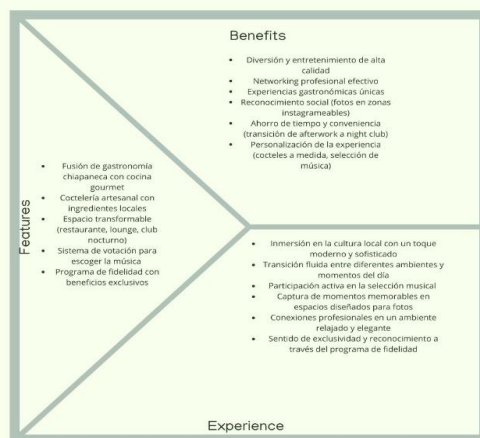 Benefits
• Diversión y entretenimiento de alta
calidad
• Networking profesional efectivo
• Experiencias gastronómicas únicas
• Reconocimiento social (fotos en zonas
instagrameables)
• Ahorro de tiempo y conveniencia
(transición de afterwork a night club)
• Personalización de la experiencia
(cocteles a medida, selección de
música)
Features
• Fusión de gastronomía
chiapaneca con cocina
gourmet
• Coctelería artesanal con
ingredientes locales
• Espacio transformable
(restaurante, lounge, club
nocturno)
• Sistema de votación para
escoger la música
• Programa de fidelidad con
beneficios exclusivos
• Inmersión en la cultura local con un toque
moderno y sofisticado
• Transición fluida entre diferentes ambientes y
momentos del día
• Participación activa en la selección musical
• Captura de momentos memorables en
espacios diseñados para fotos
• Conexiones profesionales en un ambiente
relajado y elegante
• Sentido de exclusividad y reconocimiento a
través del programa de fidelidad
Experience